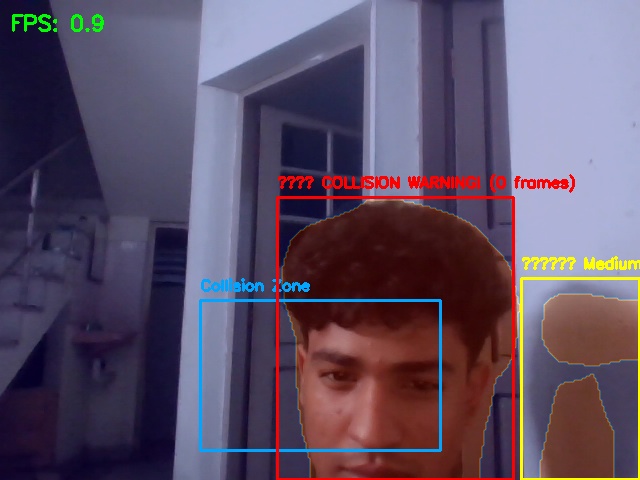 FPS: 0.9
???? COLLISION WARNING! (0 frames)
?????? Medium
Collision Zone